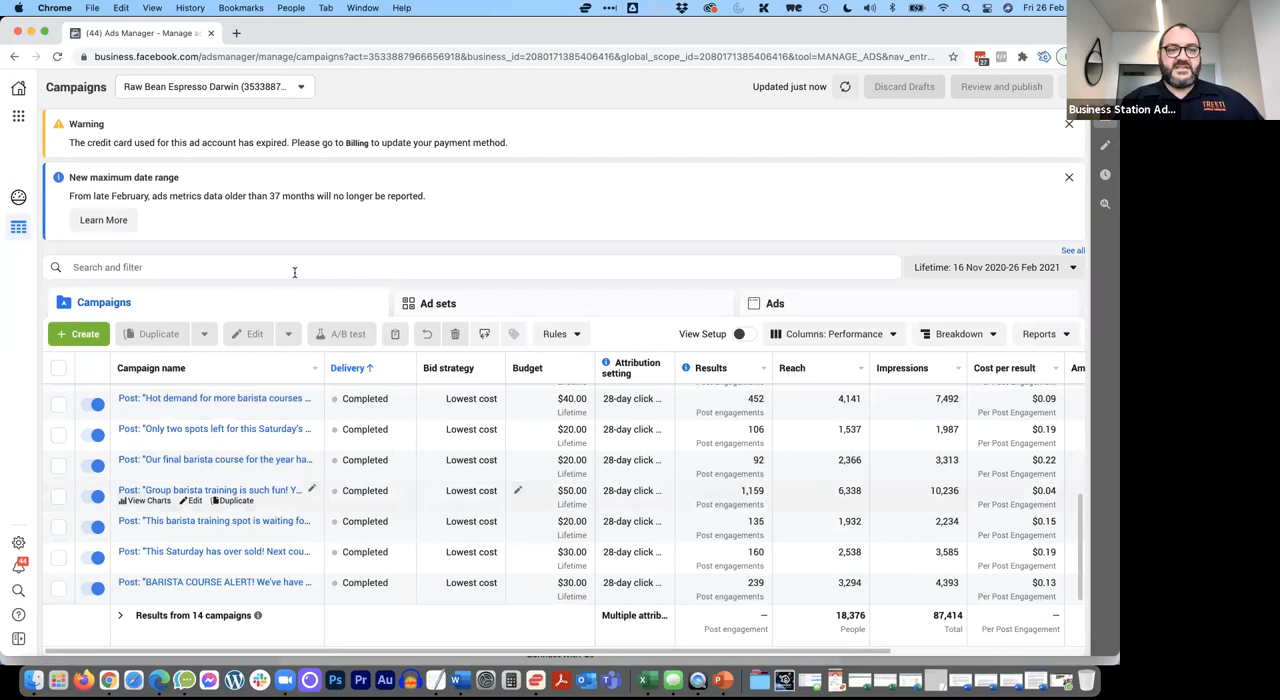 Chrome File Edit View History Bookmarks People Tab Window Help
Fri 26 Feb
(44) Ads Manager - Manage ad
business.facebook.com/adsmanager/manage/campaigns?act=3533887966656918&business_id=2080171385406416&global_scope_id=2080171385406416&tool=MANAGE_ADS&nav_entr...
27
Business Station Ad...
TREETI
Campaigns
Raw Bean Espresso Darwin (3533887...
Updated just now
Discard Drafts
Review and publish
Warning
The credit card used for this ad account has expired. Please go to Billing to update your payment method.
New maximum date range
From late February, ads metrics data older than 37 months will no longer be reported.
Learn More
See all
Search and filter
Lifetime: 16 Nov 2020-26 Feb 2021
Campaigns
Ad sets
Ads
+ Create
Duplicate
Edit
A/B test
Rules
View Setup
Columns: Performance
Breakdown
Reports
Campaign name Delivery ↑ Bid strategy Budget Attribution setting Results Reach Impressions Cost per result Am
Post: "Hot demand for more barista courses ... Completed Lowest cost $40.00 28-day click ... 452 4,141 7,492 $0.09
Lifetime Post engagements Per Post Engagement
Post: "Only two spots left for this Saturday's ... Completed Lowest cost $20.00 28-day click ... 106 1,537 1,987 $0.19
Lifetime Post engagements Per Post Engagement
Post: "Our final barista course for the year ha... Completed Lowest cost $20.00 28-day click ... 92 2,366 3,313 $0.22
Lifetime Post engagements Per Post Engagement
Post: "Group barista training is such fun! Y... Completed Lowest cost $50.00 28-day click ... 1,159 6,338 10,236 $0.04
View Charts Edit Duplicate Lifetime Post engagements Per Post Engagement
Post: "This barista training spot is waiting fo... Completed Lowest cost $20.00 28-day click ... 135 1,932 2,234 $0.15
Lifetime Post engagements Per Post Engagement
Post: "This Saturday has over sold! Next cou... Completed Lowest cost $30.00 28-day click ... 160 2,538 3,585 $0.19
Lifetime Post engagements Per Post Engagement
Post: "BARISTA COURSE ALERT! We've have ... Completed Lowest cost $30.00 28-day click ... 239 3,294 4,393 $0.13
Lifetime Post engagements Per Post Engagement
Results from 14 campaigns Multiple attrib... — 18,376 87,414 —
Post engagement People Total Per Post Engagement
44